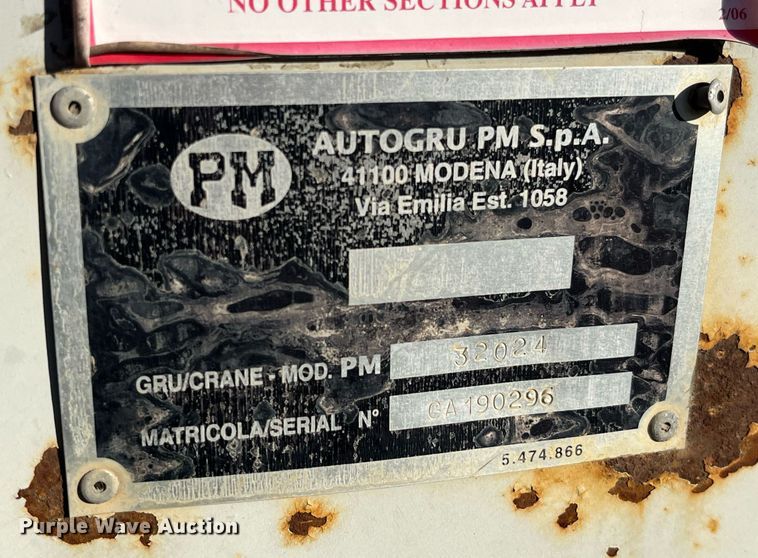 NO OTHER SECTIONS APPLY
2/06
PM
AUTOGRU PM S.p.A.
41100 MODENA (Italy)
Via Emilia Est. 1058
GRU/CRANE - MOD. PM 32024
MATRICOLA/SERIAL N° CA190296
5.474.866
Purple Wave Auction